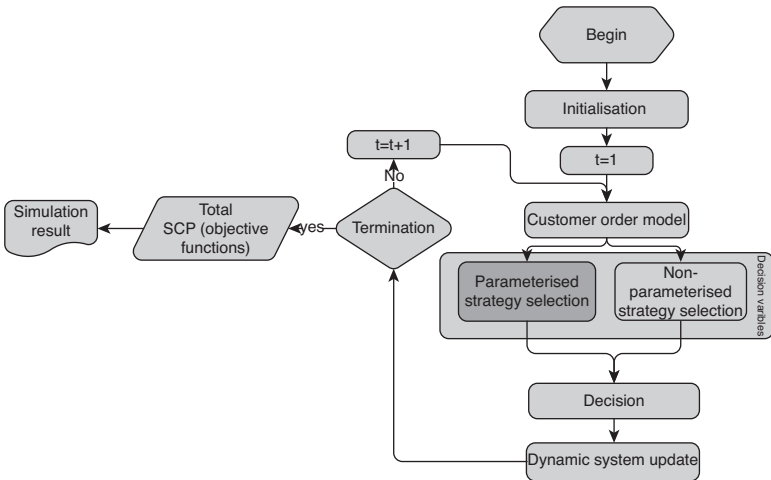 Begin
Initialisation
t=1
t=t+1
No
Customer order model
Simulation
result
Total
SCP (objective
functions)
yes
Termination
Parameterised
strategy selection
Non-
parameterised
strategy selection
Decision varibles
Decision
Dynamic system update